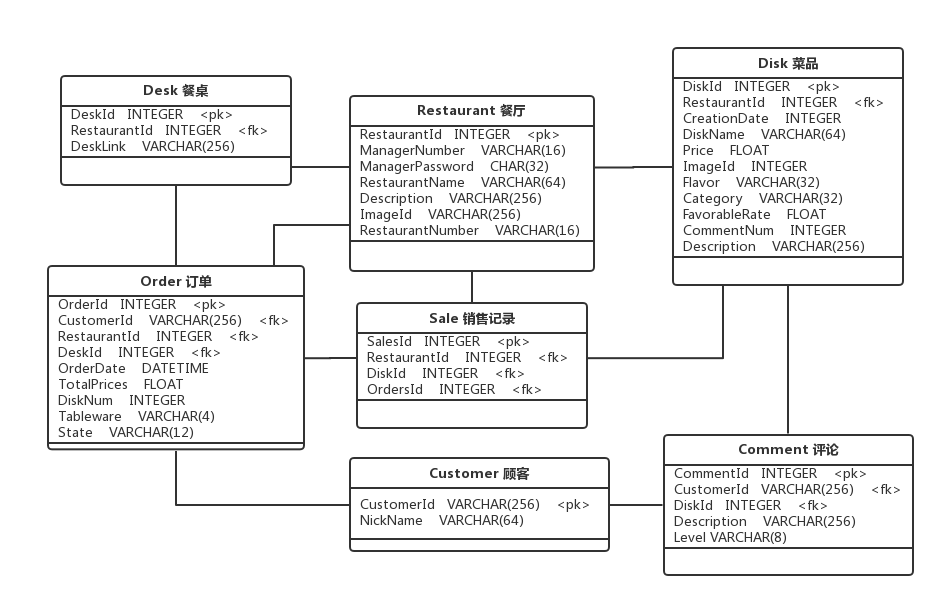 Desk 餐桌
DeskId INTEGER <pk>
RestaurantId INTEGER <fk>
DeskLink VARCHAR(256)
Restaurant 餐厅
RestaurantId INTEGER <pk>
ManagerNumber VARCHAR(16)
ManagerPassword CHAR(32)
RestaurantName VARCHAR(64)
Description VARCHAR(256)
ImageId VARCHAR(256)
RestaurantNumber VARCHAR(16)
Disk 菜品
DiskId INTEGER <pk>
RestaurantId INTEGER <fk>
CreationDate INTEGER
DiskName VARCHAR(64)
Price FLOAT
ImageId INTEGER
Flavor VARCHAR(32)
Category VARCHAR(32)
FavorableRate FLOAT
CommentNum INTEGER
Description VARCHAR(256)
Order 订单
OrderId INTEGER <pk>
CustomerId VARCHAR(256) <fk>
RestaurantId INTEGER <fk>
DeskId INTEGER <fk>
OrderDate DATETIME
TotalPrices FLOAT
DiskNum INTEGER
Tableware VARCHAR(4)
State VARCHAR(12)
Sale 销售记录
SalesId INTEGER <pk>
RestaurantId INTEGER <fk>
DiskId INTEGER <fk>
OrdersId INTEGER <fk>
Customer 顾客
CustomerId VARCHAR(256) <pk>
NickName VARCHAR(64)
Comment 评论
CommentId INTEGER <pk>
CustomerId VARCHAR(256) <fk>
DiskId INTEGER <fk>
Description VARCHAR(256)
Level VARCHAR(8)